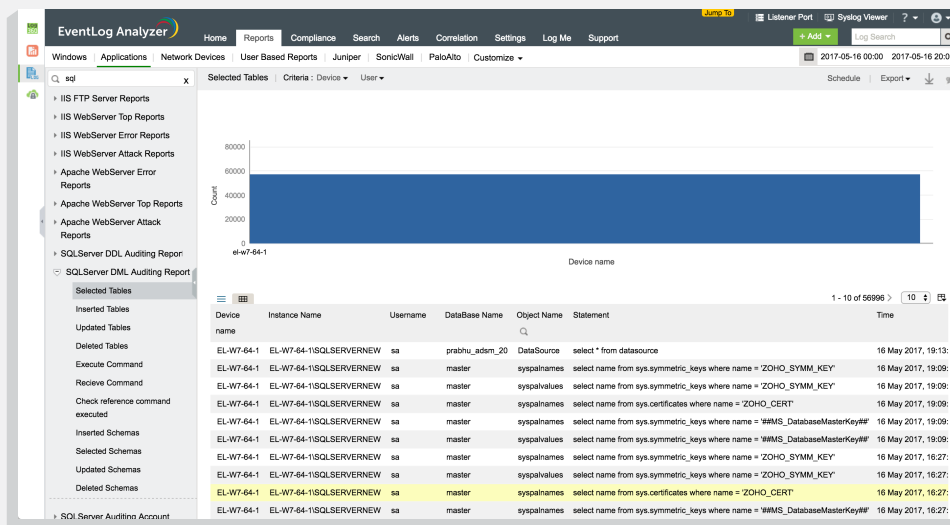 Jump To
Listener Port
Syslog Viewer
?
EventLog Analyzer
Home Reports Compliance Search Alerts Correlation Settings Log Me Support
+ Add
Log Search
Windows Applications Network Devices User Based Reports Juniper SonicWall PaloAlto Customize
2017-05-16 00:00 2017-05-16 20:0
sql x
Selected Tables Criteria : Device User
Schedule Export
IIS FTP Server Reports
IIS WebServer Top Reports
IIS WebServer Error Reports
IIS WebServer Attack Reports
Apache WebServer Error
Reports
Apache WebServer Top Reports
Apache WebServer Attack
Reports
SQLServer DDL Auditing Report
SQLServer DML Auditing Report
Selected Tables
Inserted Tables
Updated Tables
Deleted Tables
Execute Command
Recieve Command
Check reference command
executed
Inserted Schemas
Selected Schemas
Updated Schemas
Deleted Schemas
SQLServer Auditing Account
80000
60000
40000
20000
0
Count
el-w7-64-1
Device name
1 - 10 of 56996 10
Device name Instance Name Username DataBase Name Object Name Statement Time
EL-W7-64-1 EL-W7-64-1\SQLSERVERNEW sa prabhu_adsm_20 DataSource select * from datasource 16 May 2017, 19:13:
EL-W7-64-1 EL-W7-64-1\SQLSERVERNEW sa master syspalnames select name from sys.symmetric_keys where name = 'ZOHO_SYMM_KEY' 16 May 2017, 19:09:
EL-W7-64-1 EL-W7-64-1\SQLSERVERNEW sa master syspalvalues select name from sys.symmetric_keys where name = 'ZOHO_SYMM_KEY' 16 May 2017, 19:09:
EL-W7-64-1 EL-W7-64-1\SQLSERVERNEW sa master syspalnames select name from sys.certificates where name = 'ZOHO_CERT' 16 May 2017, 19:09:
EL-W7-64-1 EL-W7-64-1\SQLSERVERNEW sa master syspalnames select name from sys.symmetric_keys where name = '##MS_DatabaseMasterKey##' 16 May 2017, 19:09:
EL-W7-64-1 EL-W7-64-1\SQLSERVERNEW sa master syspalvalues select name from sys.symmetric_keys where name = '##MS_DatabaseMasterKey##' 16 May 2017, 19:09:
EL-W7-64-1 EL-W7-64-1\SQLSERVERNEW sa master syspalnames select name from sys.symmetric_keys where name = 'ZOHO_SYMM_KEY' 16 May 2017, 16:27:
EL-W7-64-1 EL-W7-64-1\SQLSERVERNEW sa master syspalvalues select name from sys.symmetric_keys where name = 'ZOHO_SYMM_KEY' 16 May 2017, 16:27:
EL-W7-64-1 EL-W7-64-1\SQLSERVERNEW sa master syspalnames select name from sys.certificates where name = 'ZOHO_CERT' 16 May 2017, 16:27:
EL-W7-64-1 EL-W7-64-1\SQLSERVERNEW sa master syspalnames select name from sys.symmetric_keys where name = '##MS_DatabaseMasterKey##' 16 May 2017, 16:27: